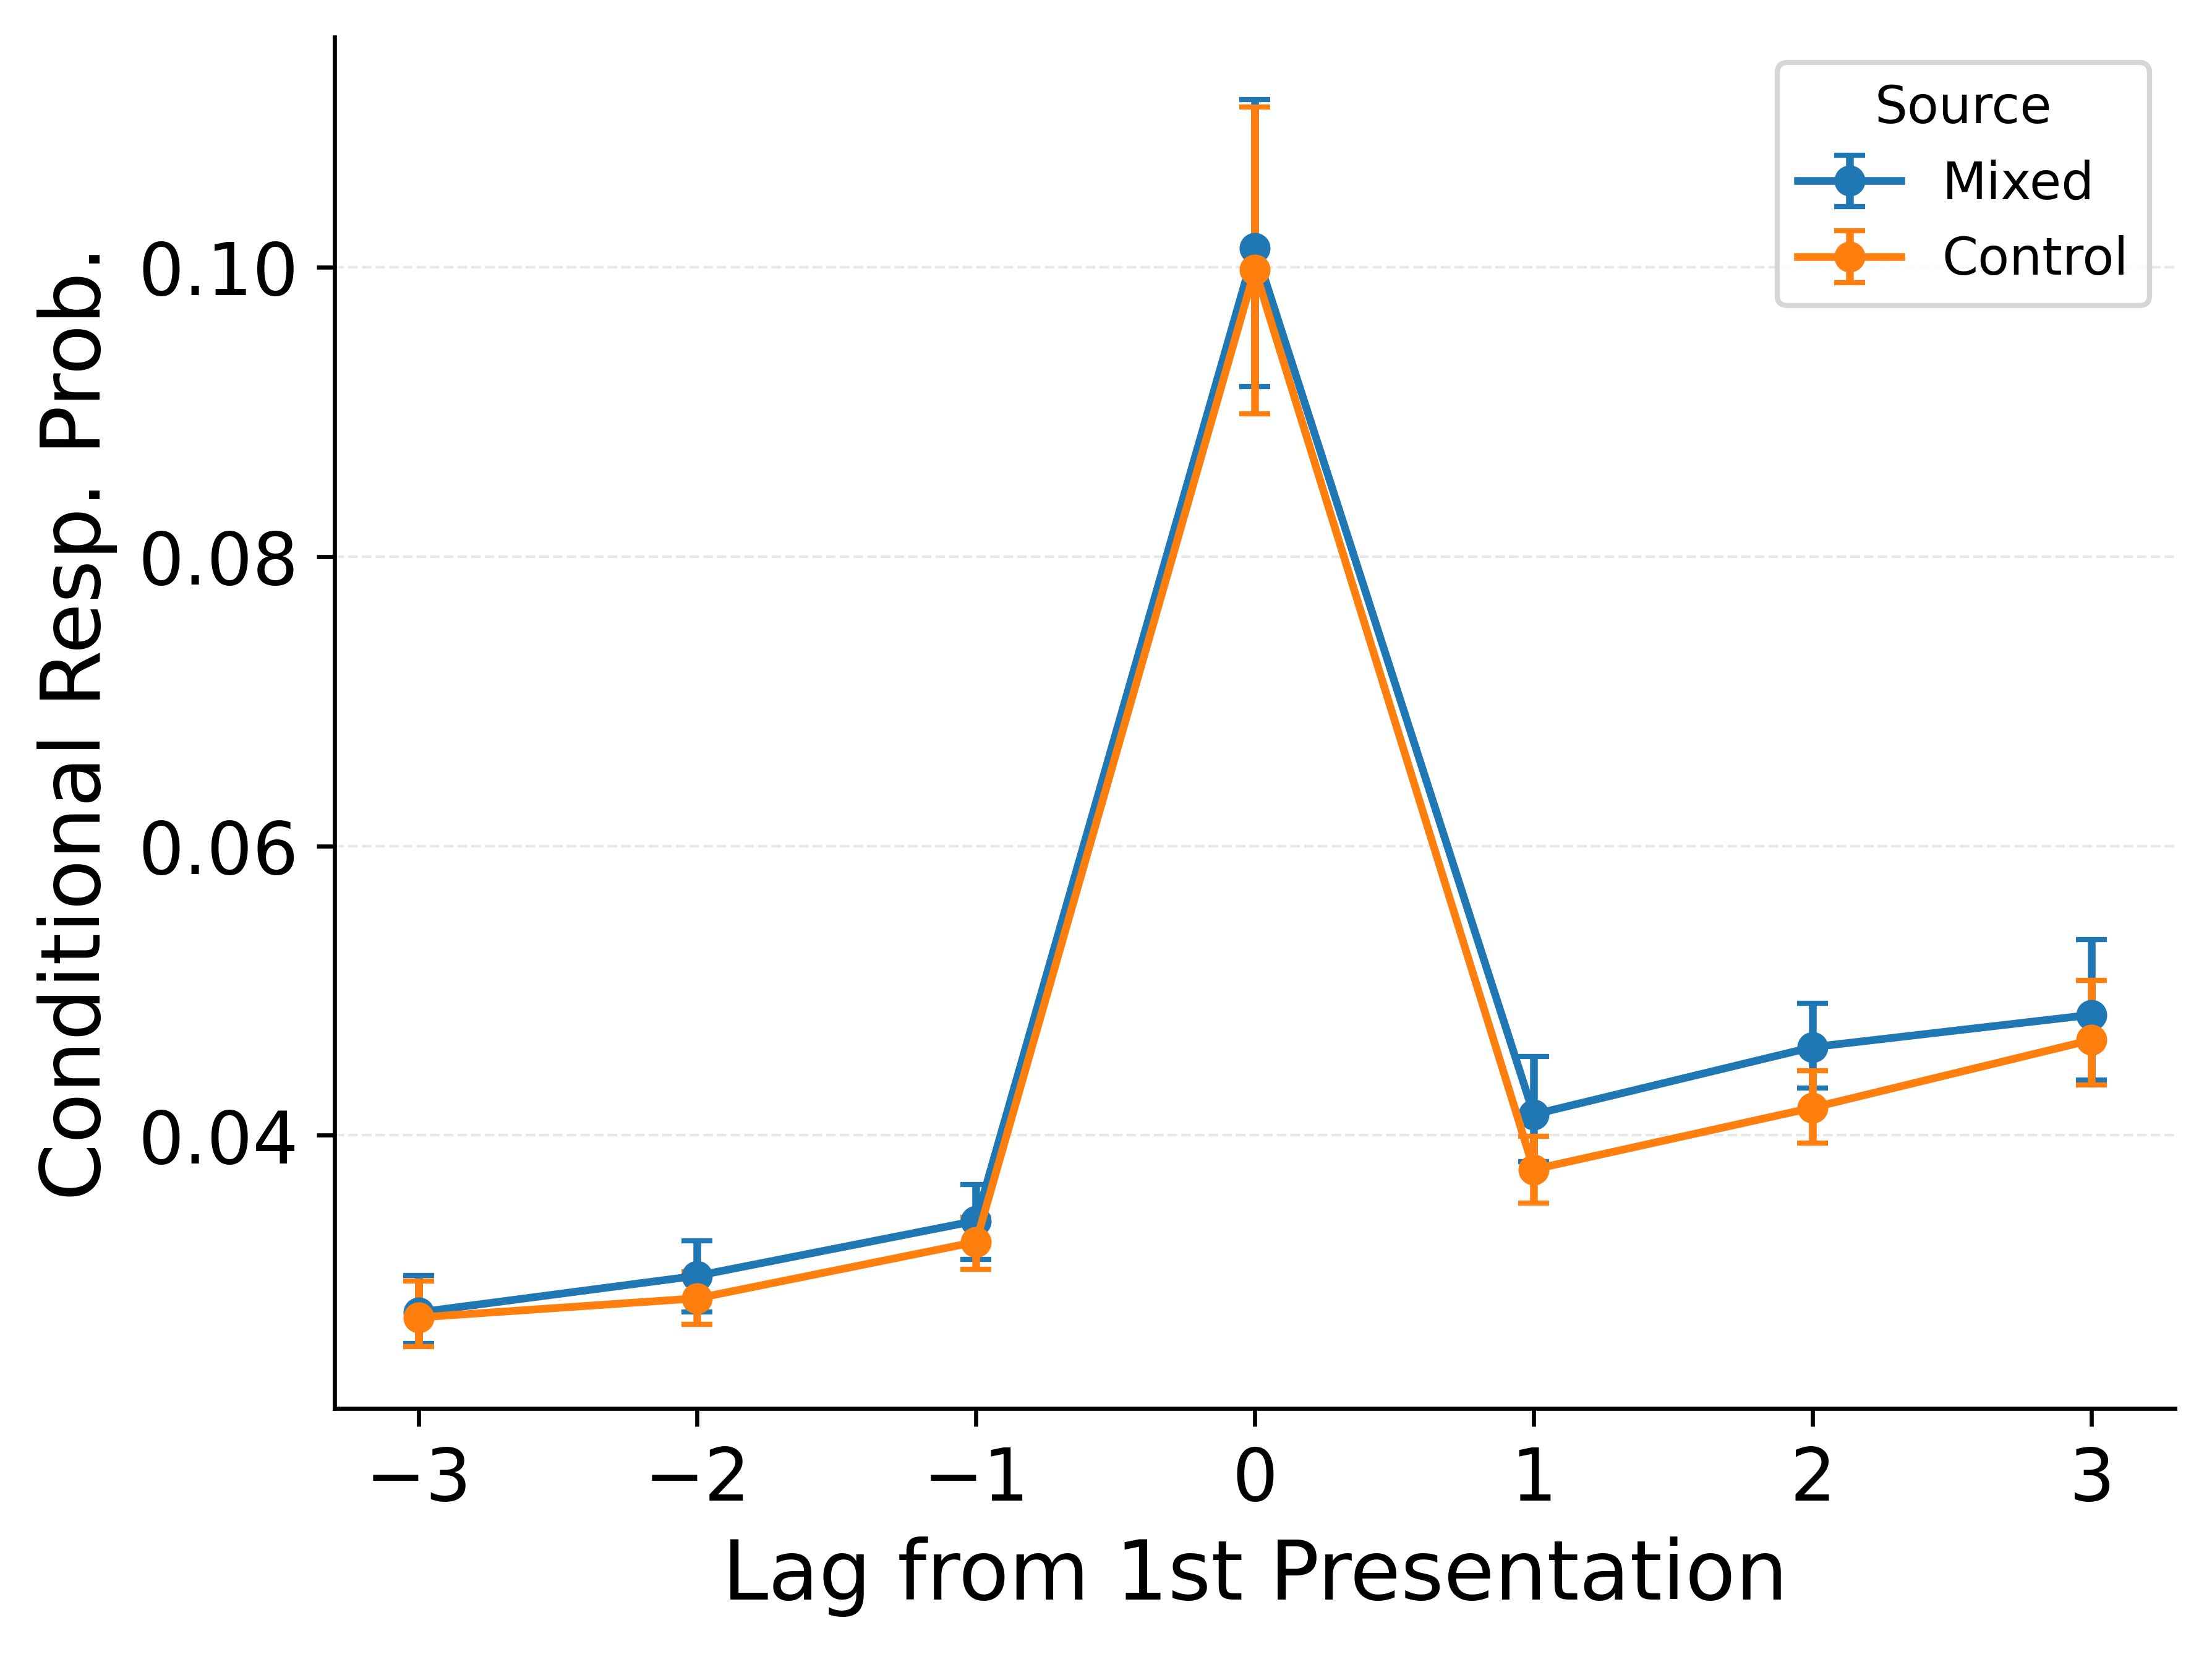 Source
Mixed
Control
Conditional Resp. Prob.
0.10
0.08
0.06
0.04
−3 −2 −1 0 1 2 3
Lag from 1st Presentation